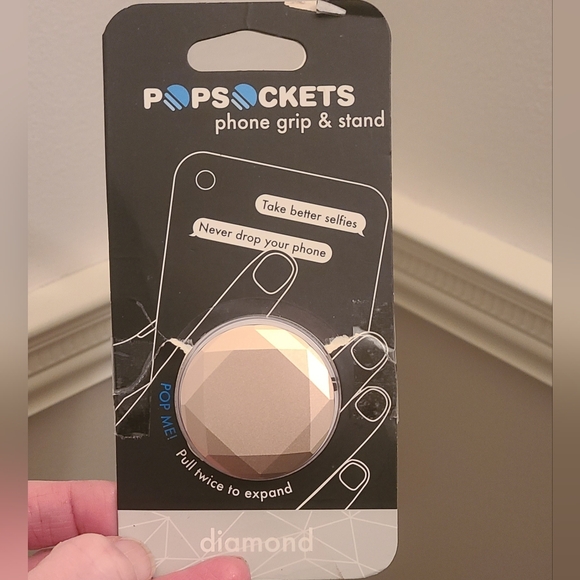 POPSOCKETS
phone grip & stand
Take better selfies
Never drop your phone
POP ME!
Pull twice to expand
diamond